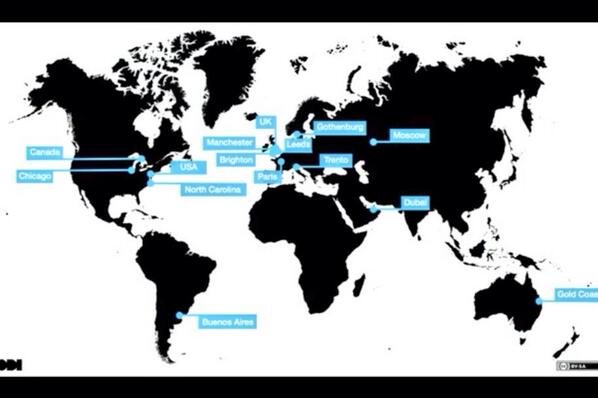 UK
Gothenburg
Moscow
Manchester
Leeds
Canada
Brighton
Trento
USA
Chicago
Paris
North Carolina
Dubai
Gold Coas
Buenos Aires
ODI
BY-SA